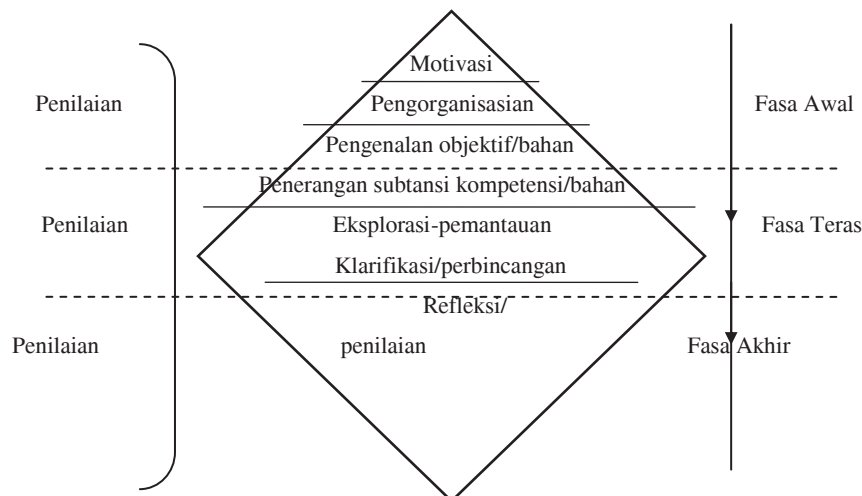 Motivasi
Penilaian Pengorganisasian Fasa Awal
Pengenalan objektif/bahan
Penerangan subtansi kompetensi/bahan
Penilaian Eksplorasi-pemantauan Fasa Teras
Klarifikasi/perbincangan
Refleksi/
Penilaian penilaian Fasa Akhir